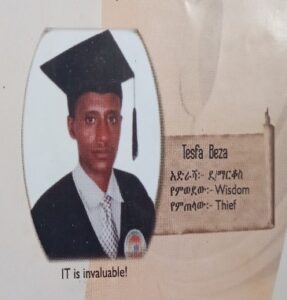 Tesfa Beza
አድራሻ:- ደ/ማርቆስ
የምወደው:- Wisdom
የምጠላው:- Thief
IT is invaluable!